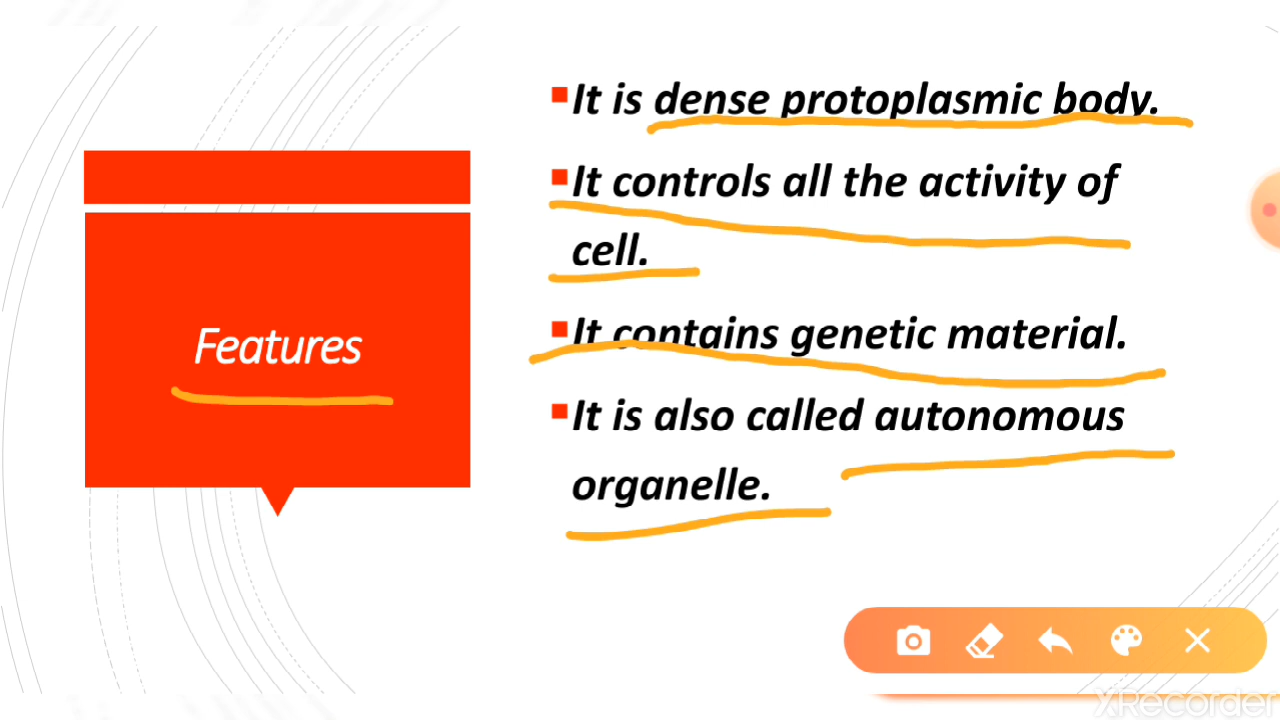 Features
It is dense protoplasmic body.
It controls all the activity of
cell.
It contains genetic material.
It is also called autonomous
organelle.
XRecorder